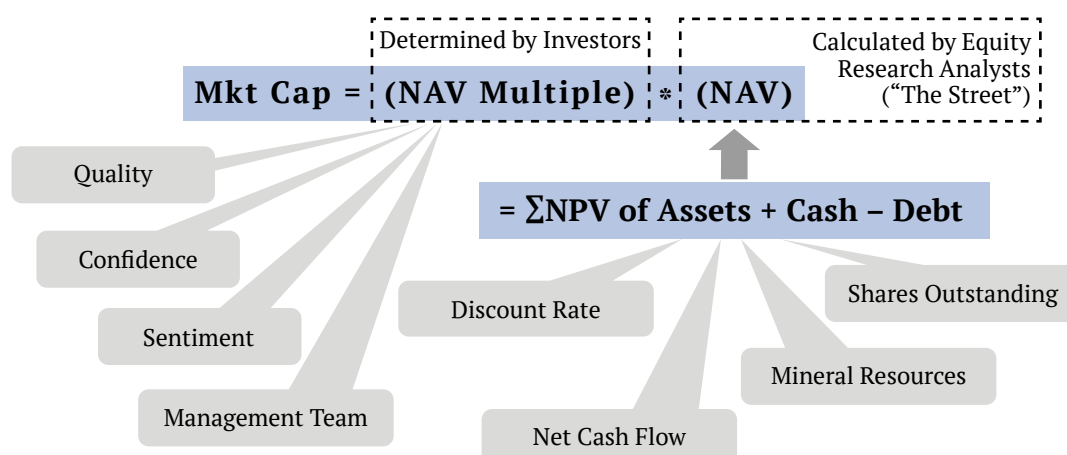 Determined by Investors
Calculated by Equity
Research Analysts
(“The Street”)
Mkt Cap = (NAV Multiple) * (NAV)
Quality
= ∑NPV of Assets + Cash – Debt
Confidence
Discount Rate
Shares Outstanding
Sentiment
Mineral Resources
Management Team
Net Cash Flow